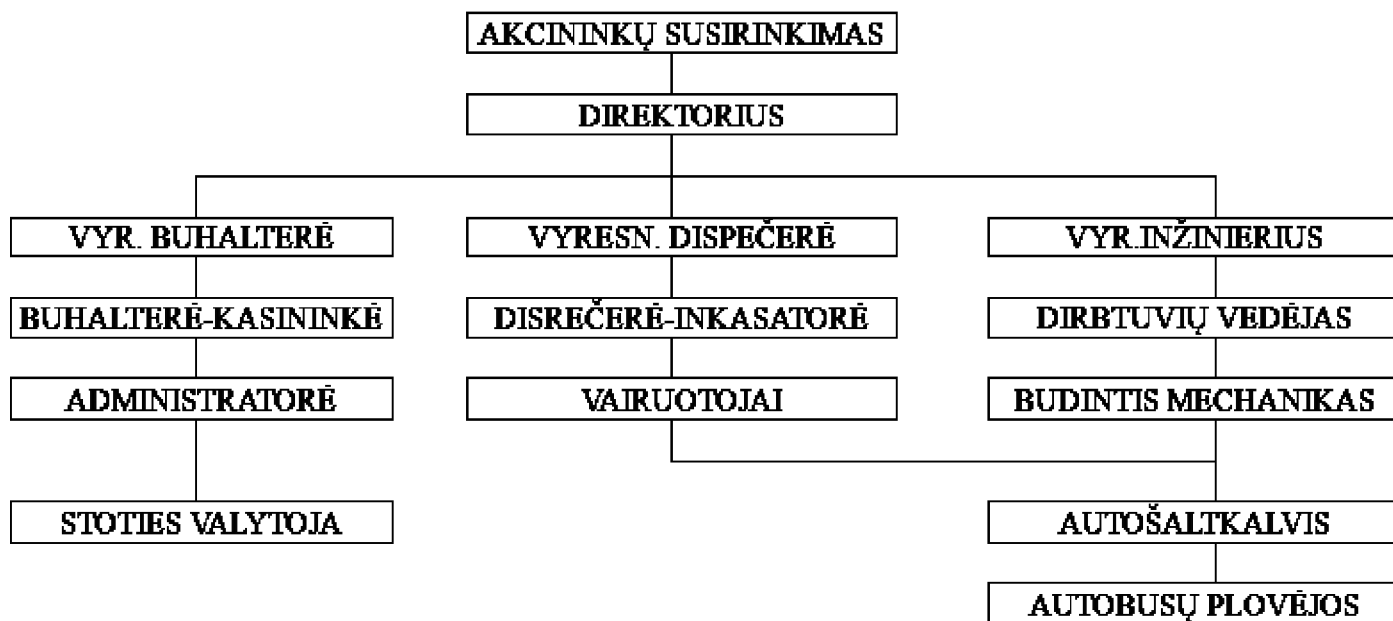 AKCININKŲ SUSIRINKIMAS
DIREKTORIUS
VYR. BUHALTERĖ
VYRESN. DISPEČERĖ
VYR.INŽINIERIUS
BUHALTERĖ-KASININKĖ
DISREČERĖ-INKASATORĖ
DIRBTUVIŲ VEDĖJAS
ADMINISTRATORĖ
VAIRUOTOJAI
BUDINTIS MECHANIKAS
STOTIES VALYTOJA
AUTOŠALTKALVIS
AUTOBUSŲ PLOVĖJOS